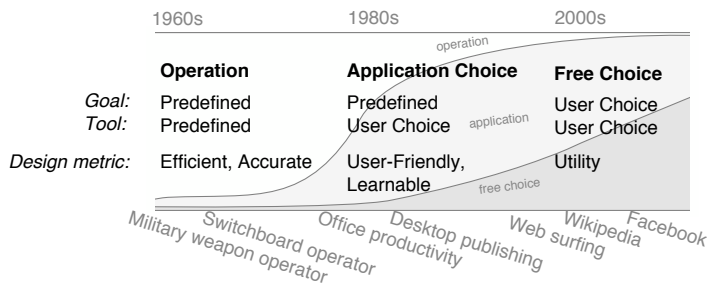 1960s 1980s 2000s
operation
Operation Application Choice Free Choice
Goal: Predefined Predefined User Choice
Tool: Predefined User Choice User Choice
application
Design metric: Efficient, Accurate User-Friendly, Utility
Learnable
free choice
Military weapon operator
Switchboard operator
Office productivity
Desktop publishing
Web surfing
Wikipedia
Facebook